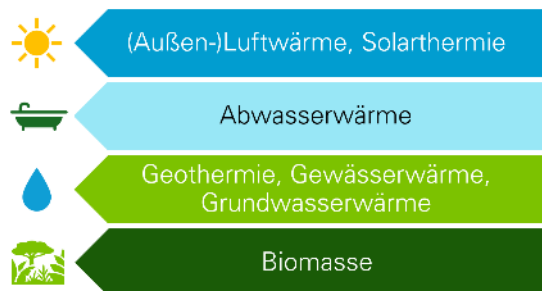 (Außen-)Luftwärme, Solarthermie
Abwasserwärme
Geothermie, Gewässerwärme,
Grundwasserwärme
Biomasse